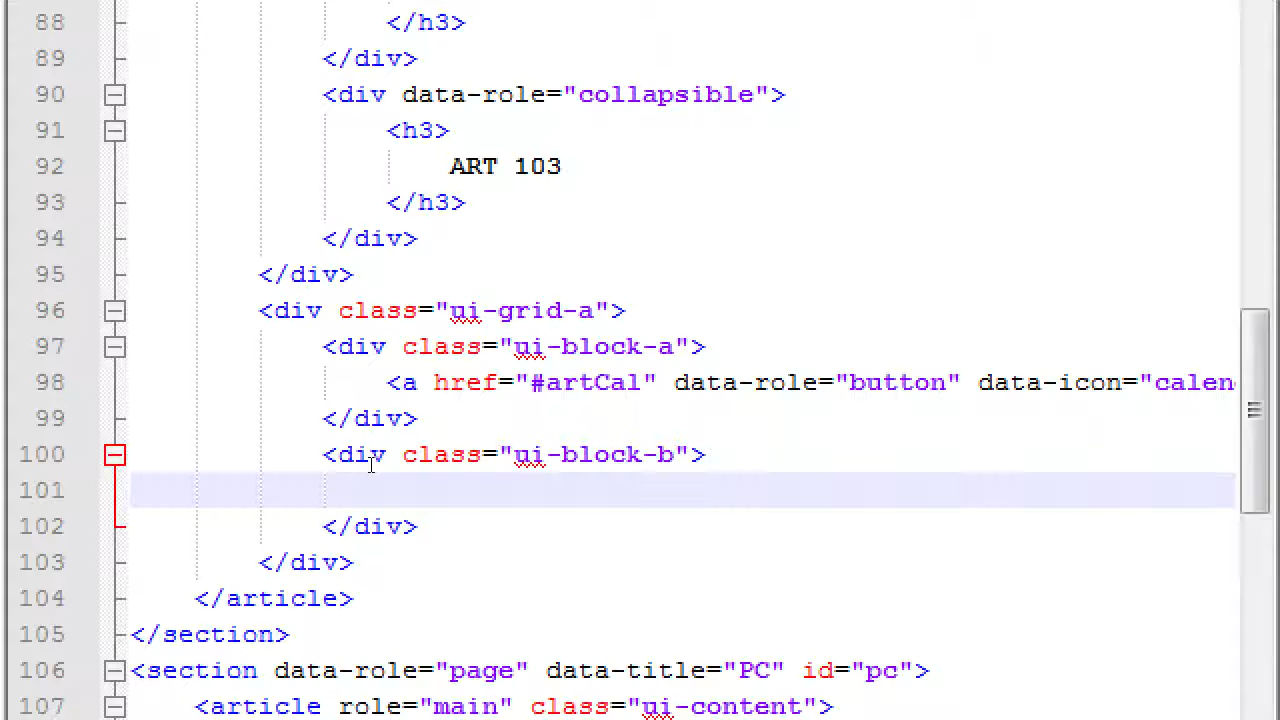 88 </h3>
89 </div>
90 <div data-role="collapsible">
91 <h3>
92 ART 103
93 </h3>
94 </div>
95 </div>
96 <div class="ui-grid-a">
97 <div class="ui-block-a">
98 <a href="#artCal" data-role="button" data-icon="calen
99 </div>
100 <div class="ui-block-b">
101
102 </div>
103 </div>
104 </article>
105 </section>
106 <section data-role="page" data-title="PC" id="pc">
107 <article role="main" class="ui-content">